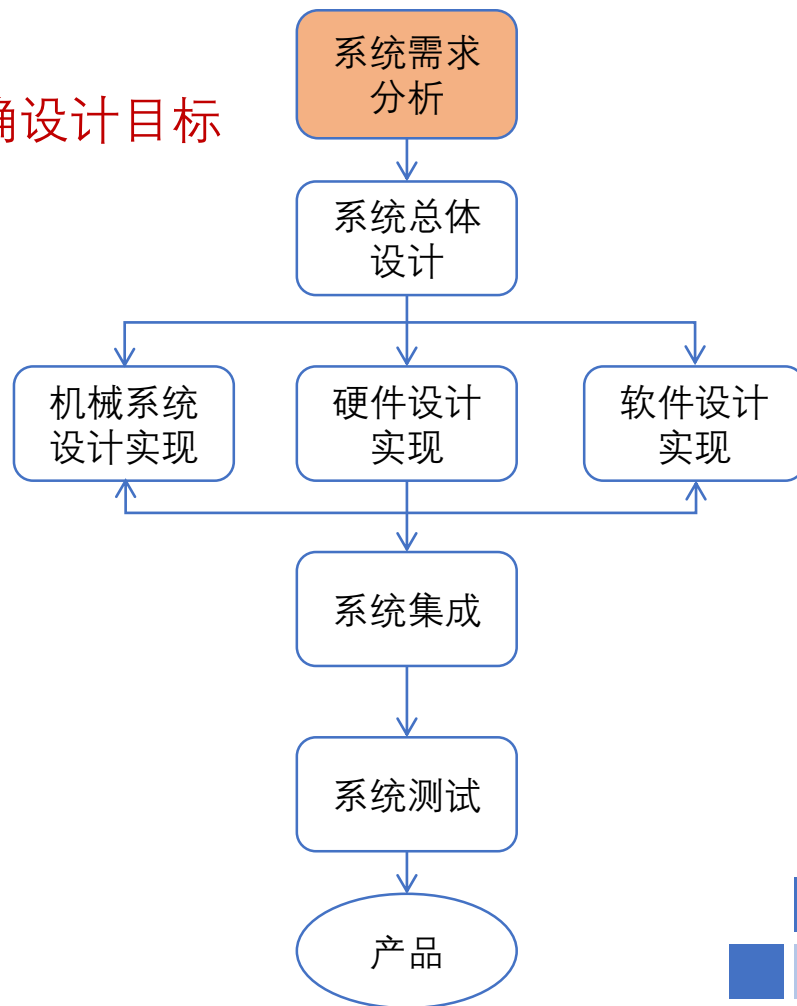 系统需求
分析
确设计目标
系统总体
设计
机械系统
设计实现
硬件设计
实现
软件设计
实现
系统集成
系统测试
产品